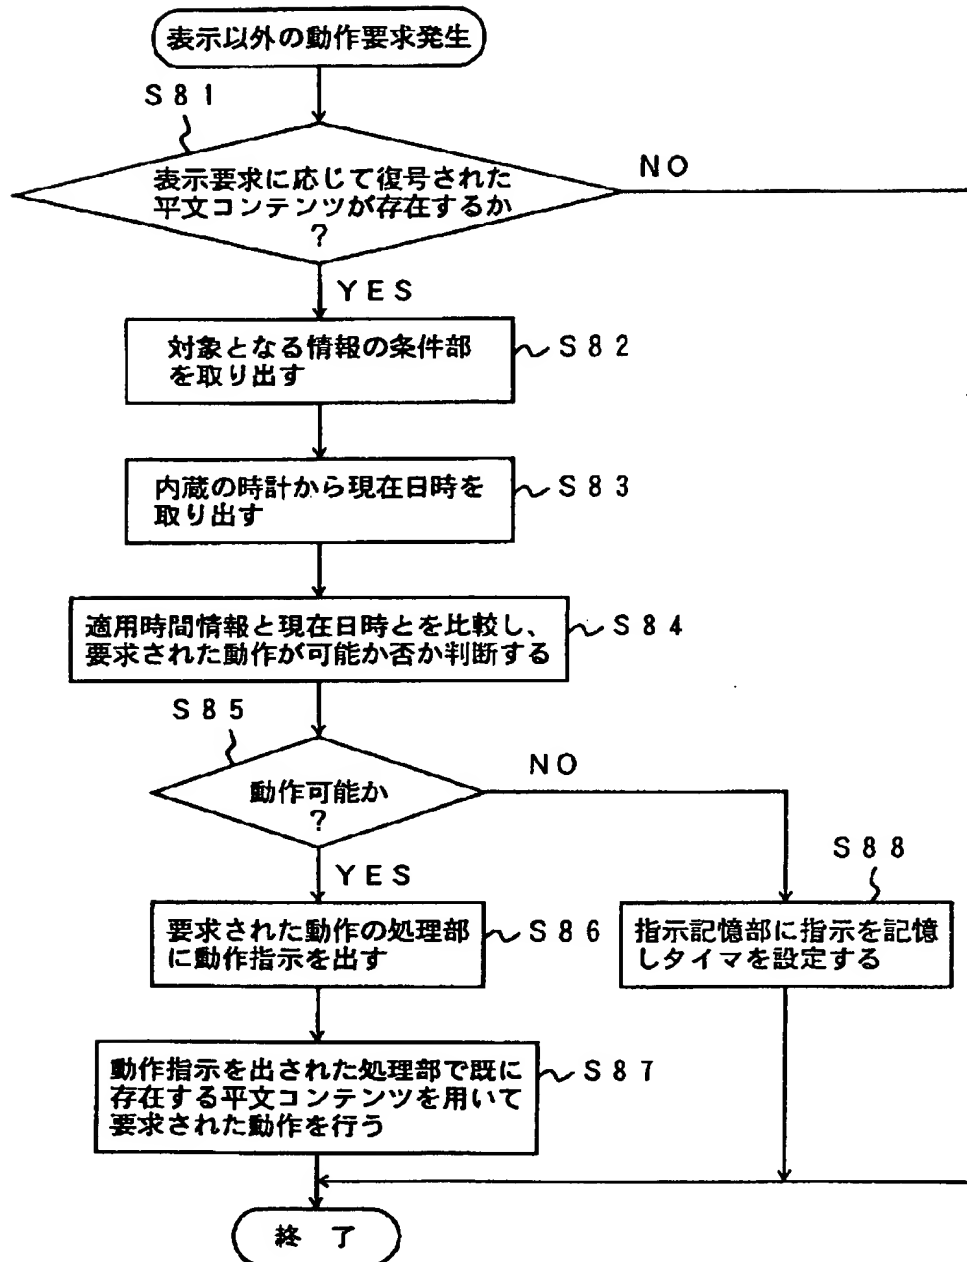 表示以外の動作要求発生
S81
表示要求に応じて復号された
平文コンテンツが存在するか
?
NO
YES
対象となる情報の条件部
を取り出す
S82
内蔵の時計から現在日時を
取り出す
S83
適用時間情報と現在日時とを比較し、
要求された動作が可能か否か判断する
S84
S85
動作可能か
?
NO
YES
S88
要求された動作の処理部
に動作指示を出す
S86
指示記憶部に指示を記憶
しタイマを設定する
動作指示を出された処理部で既に
存在する平文コンテンツを用いて
要求された動作を行う
S87
終 了